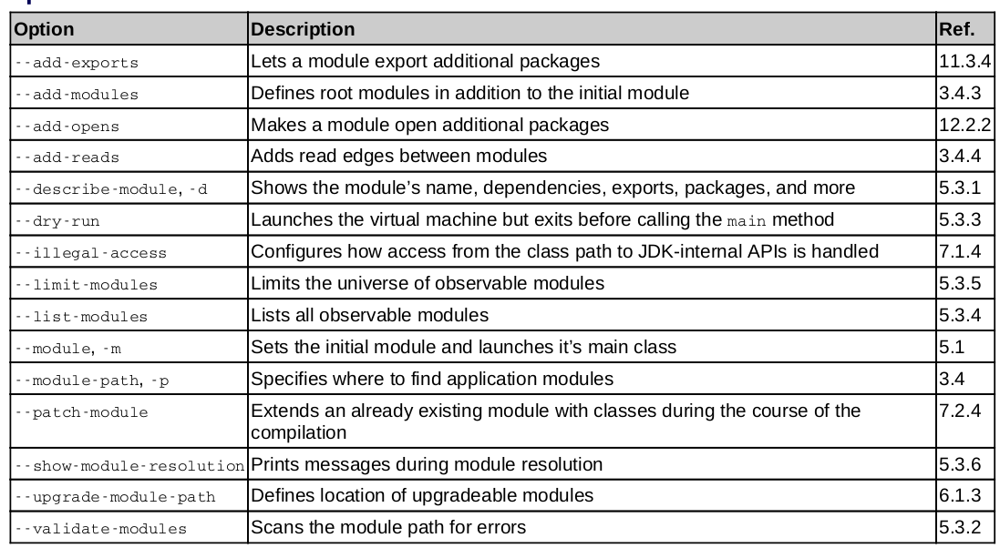 Option Description Ref.
--add-exports Lets a module export additional packages 11.3.4
--add-modules Defines root modules in addition to the initial module 3.4.3
--add-opens Makes a module open additional packages 12.2.2
--add-reads Adds read edges between modules 3.4.4
--describe-module, -d Shows the module’s name, dependencies, exports, packages, and more 5.3.1
--dry-run Launches the virtual machine but exits before calling the main method 5.3.3
--illegal-access Configures how access from the class path to JDK-internal APIs is handled 7.1.4
--limit-modules Limits the universe of observable modules 5.3.5
--list-modules Lists all observable modules 5.3.4
--module, -m Sets the initial module and launches it’s main class 5.1
--module-path, -p Specifies where to find application modules 3.4
--patch-module Extends an already existing module with classes during the course of the 7.2.4
compilation
--show-module-resolution Prints messages during module resolution 5.3.6
--upgrade-module-path Defines location of upgradeable modules 6.1.3
--validate-modules Scans the module path for errors 5.3.2